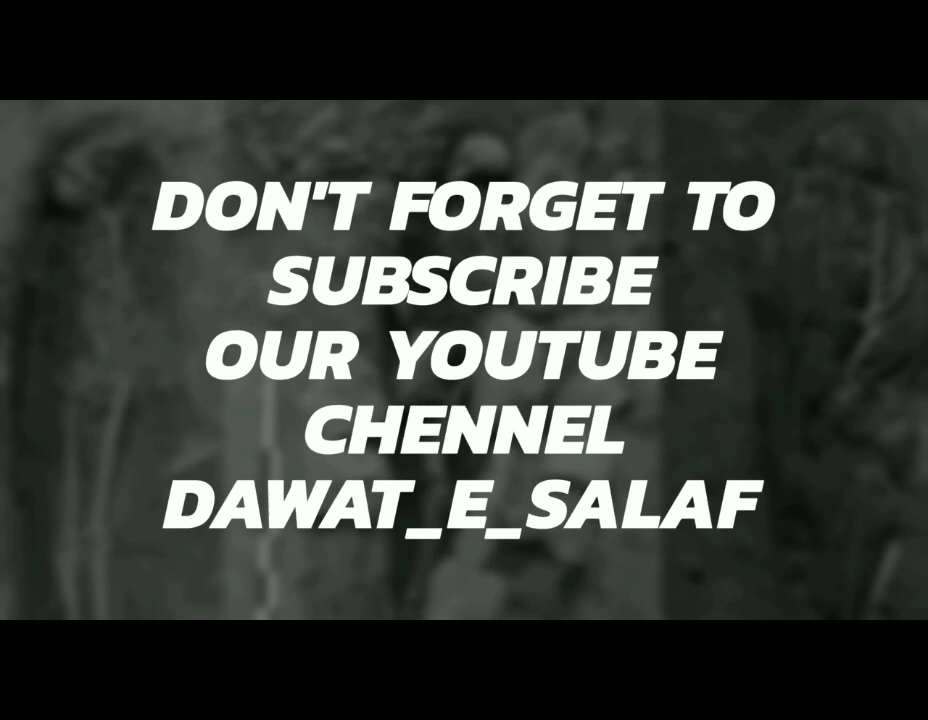 DON'T FORGET TO
SUBSCRIBE
OUR YOUTUBE
CHENNEL
DAWAT_E_SALAF